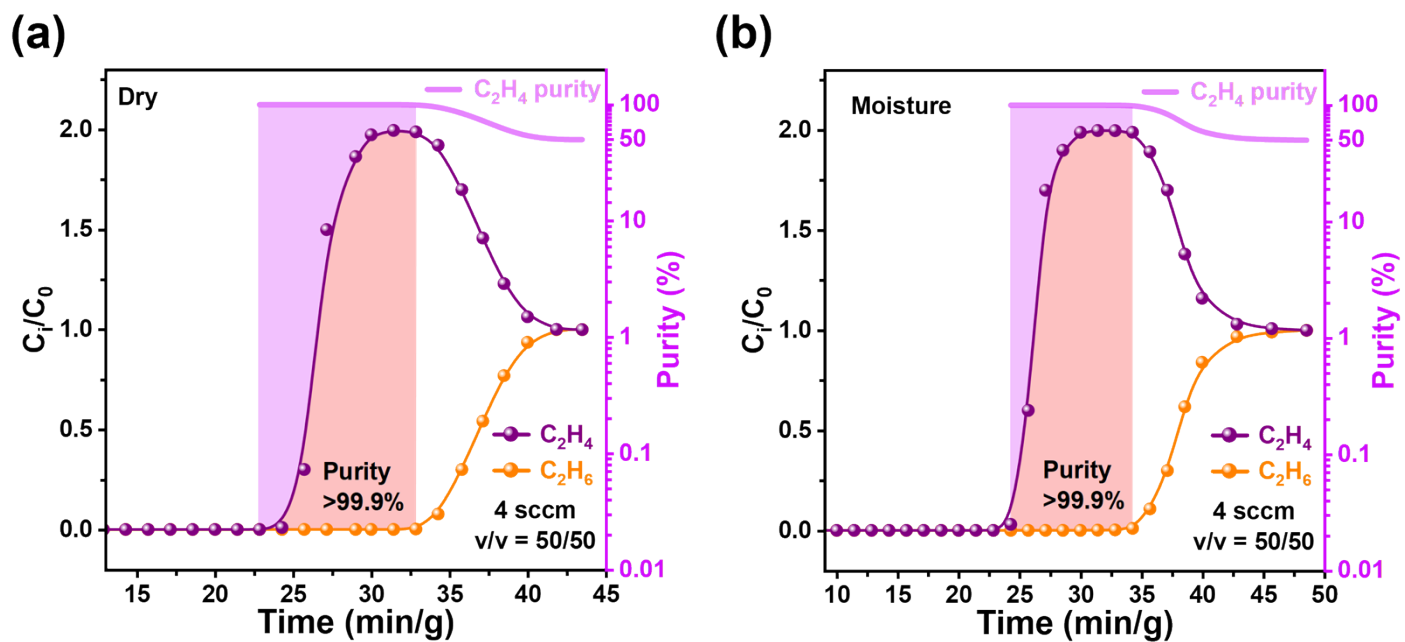 (a)
Dry
C₂H₄ purity
2.0
1.5
1.0
0.5
0.0
Cᵢ/C₀
100
50
10
1
0.1
0.01
Purity (%)
Purity
>99.9%
C₂H₄
C₂H₆
4 sccm
v/v = 50/50
15 20 25 30 35 40 45
Time (min/g)
(b)
Moisture
C₂H₄ purity
2.0
1.5
1.0
0.5
0.0
Cᵢ/C₀
100
50
10
1
0.1
0.01
Purity (%)
Purity
>99.9%
C₂H₄
C₂H₆
4 sccm
v/v = 50/50
10 15 20 25 30 35 40 45 50
Time (min/g)